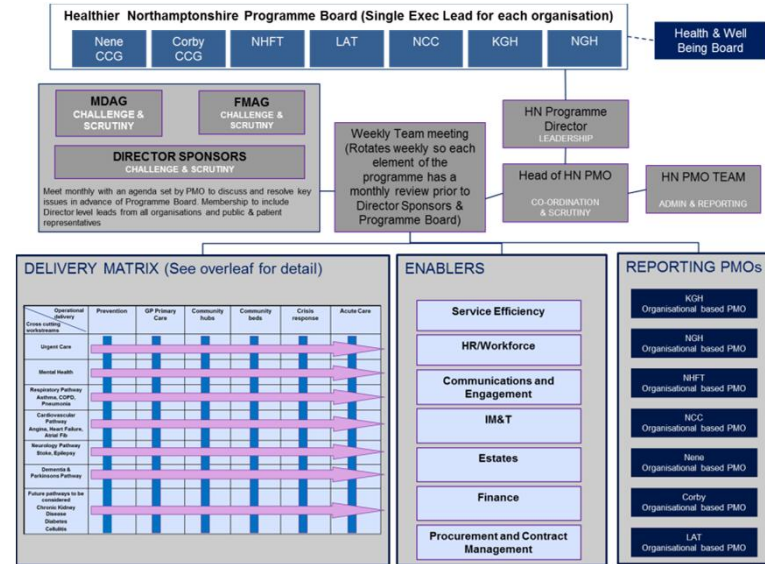 Healthier Northamptonshire Programme Board (Single Exec Lead for each organisation)
Nene
CCG
Corby
CCG
NHFT
LAT
NCC
KGH
NGH
Health & Well
Being Board
MDAG
CHALLENGE &
SCRUTINY
FMAG
CHALLENGE &
SCRUTINY
DIRECTOR SPONSORS
CHALLENGE & SCRUTINY
Meet monthly with an agenda set by PMO to discuss and resolve key
issues in advance of Programme Board. Membership to include
Director level leads from all organisations and public & patient
representatives
Weekly Team meeting
(Rotates weekly so each
element of the
programme has a
monthly review prior to
Director Sponsors &
Programme Board)
HN Programme
Director
LEADERSHIP
Head of HN PMO
CO-ORDINATION
& SCRUTINY
HN PMO TEAM
ADMIN & REPORTING
DELIVERY MATRIX (See overleaf for detail)
Operational
delivery
Cross cutting
workstreams
Prevention
GP Primary
Care
Community
hubs
Community
beds
Crisis
response
Acute Care
Urgent Care
Mental Health
Respiratory Pathway
Asthma, COPD,
Pneumonia
Cardiovascular
Pathway
Angina, Heart Failure,
Atrial Fib
Neurology Pathway
Stoke, Epilepsy
Dementia &
Parkinsons Pathway
Future pathways to be
considered
Chronic Kidney
Disease
Diabetes
Cellulitis
ENABLERS
Service Efficiency
HR/Workforce
Communications and
Engagement
IM&T
Estates
Finance
Procurement and Contract
Management
REPORTING PMOs
KGH
Organisational based PMO
NGH
Organisational based PMO
NHFT
Organisational based PMO
NCC
Organisational based PMO
Nene
Organisational based PMO
Corby
Organisational based PMO
LAT
Organisational based PMO